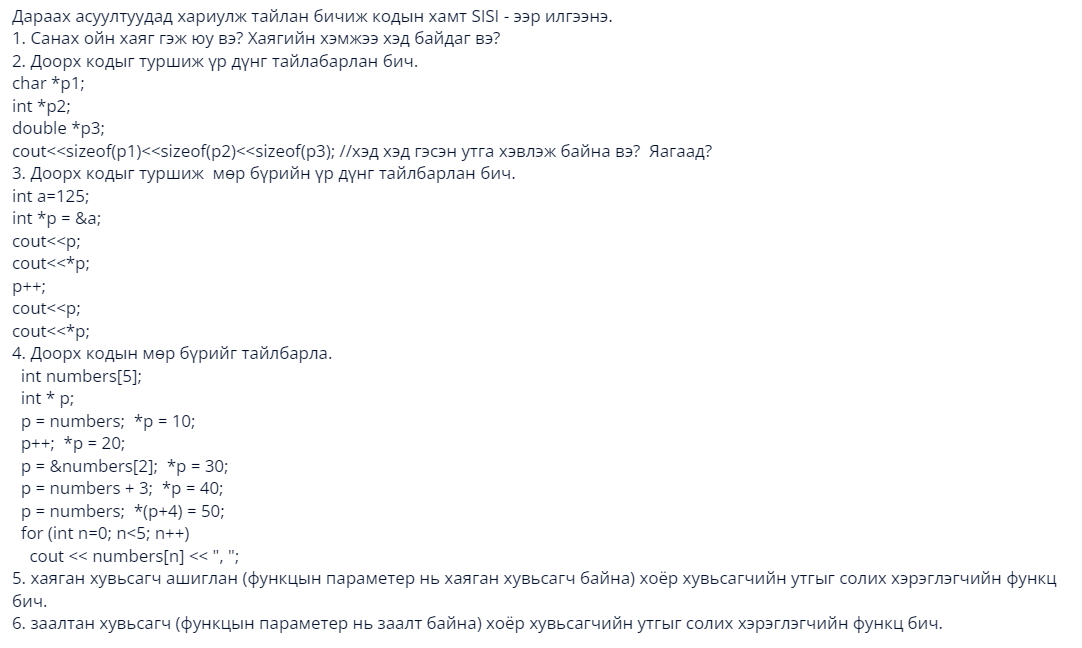 Дараах асуултуудад хариулж тайлан бичиж кодын хамт SISI - ээр илгээнэ.
1. Санах ойн хаяг гэж юу вэ? Хаягийн хэмжээ хэд байдаг вэ?
2. Доорх кодыг туршиж үр дүнг тайлабарлан бич.
char *p1;
int *p2;
double *p3;
cout<<sizeof(p1)<<sizeof(p2)<<sizeof(p3); //хэд хэд гэсэн утга хэвлэж байна вэ?  Яагаад?
3. Доорх кодыг туршиж  мөр бүрийн үр дүнг тайлбарлан бич.
int a=125;
int *p = &a;
cout<<p;
cout<<*p;
p++;
cout<<p;
cout<<*p;
4. Доорх кодын мөр бүрийг тайлбарла.
int numbers[5];
int * p;
p = numbers;  *p = 10;
p++;  *p = 20;
p = &numbers[2];  *p = 30;
p = numbers + 3;  *p = 40;
p = numbers;  *(p+4) = 50;
for (int n=0; n<5; n++)
cout << numbers[n] << ", ";
5. хаяган хувьсагч ашиглан (функцын параметер нь хаяган хувьсагч байна) хоёр хувьсагчийн утгыг солих хэрэглэгчийн функц
бич.
6. заалтан хувьсагч (функцын параметер нь заалт байна) хоёр хувьсагчийн утгыг солих хэрэглэгчийн функц бич.